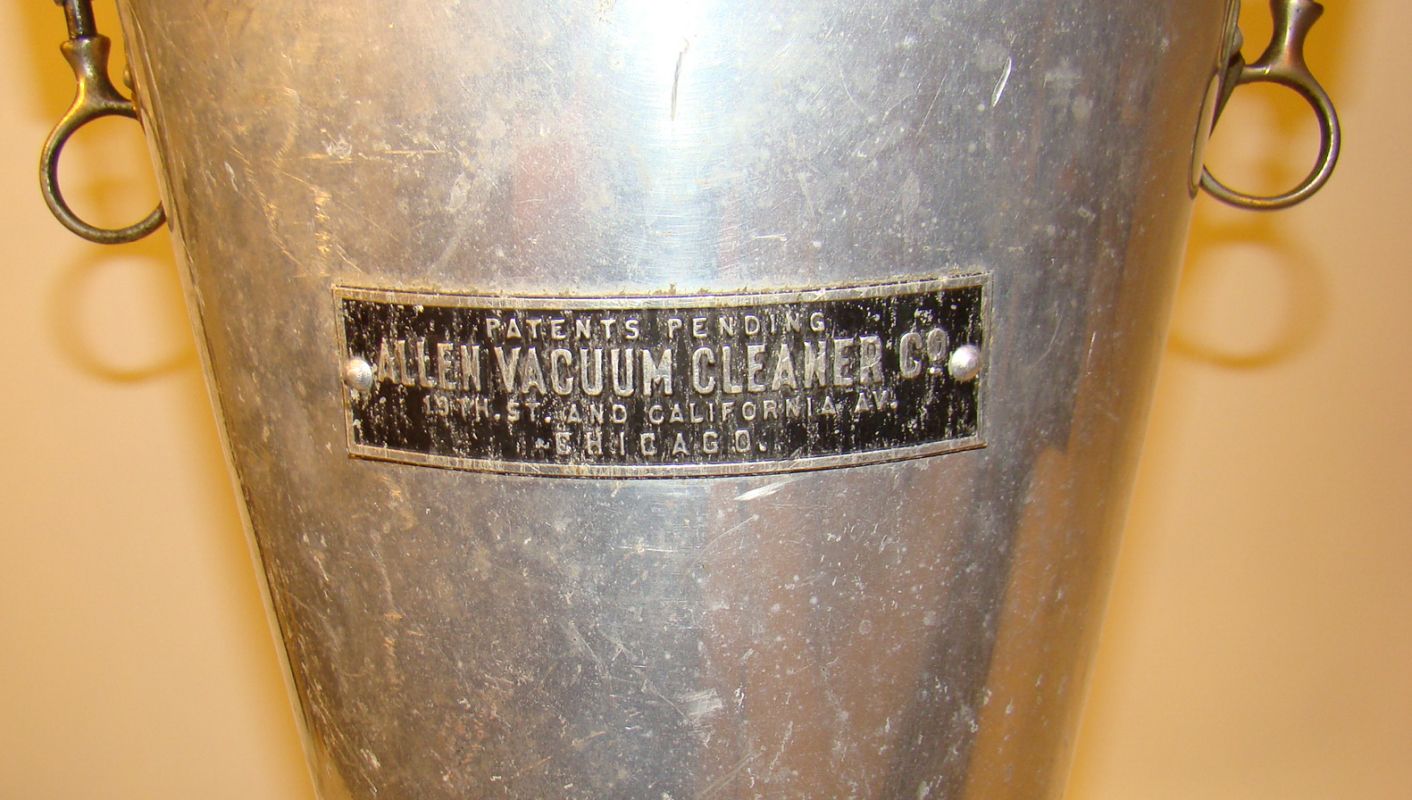 PATENTS PENDING
ALLEN VACUUM CLEANER CO.
19TH. ST. AND CALIFORNIA AV.
CHICAGO.